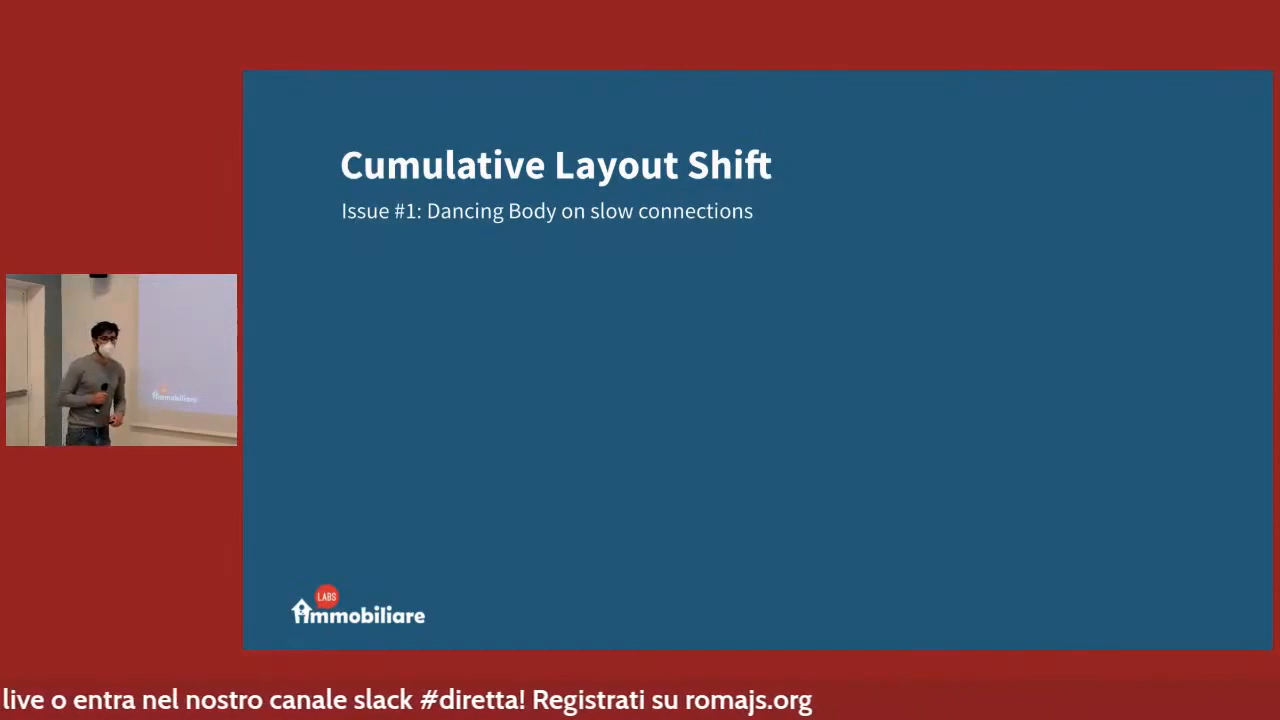 Cumulative Layout Shift
Issue #1: Dancing Body on slow connections
LABS
immobiliare
immobiliare
live o entra nel nostro canale slack #diretta! Registrati su romajs.org